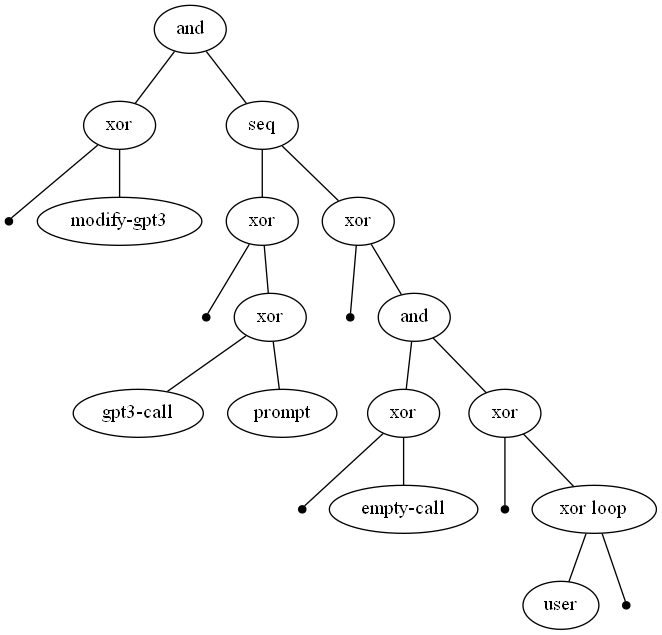 and
xor
seq
modify-gpt3
xor
xor
xor
and
gpt3-call
prompt
xor
xor
empty-call
xor loop
user